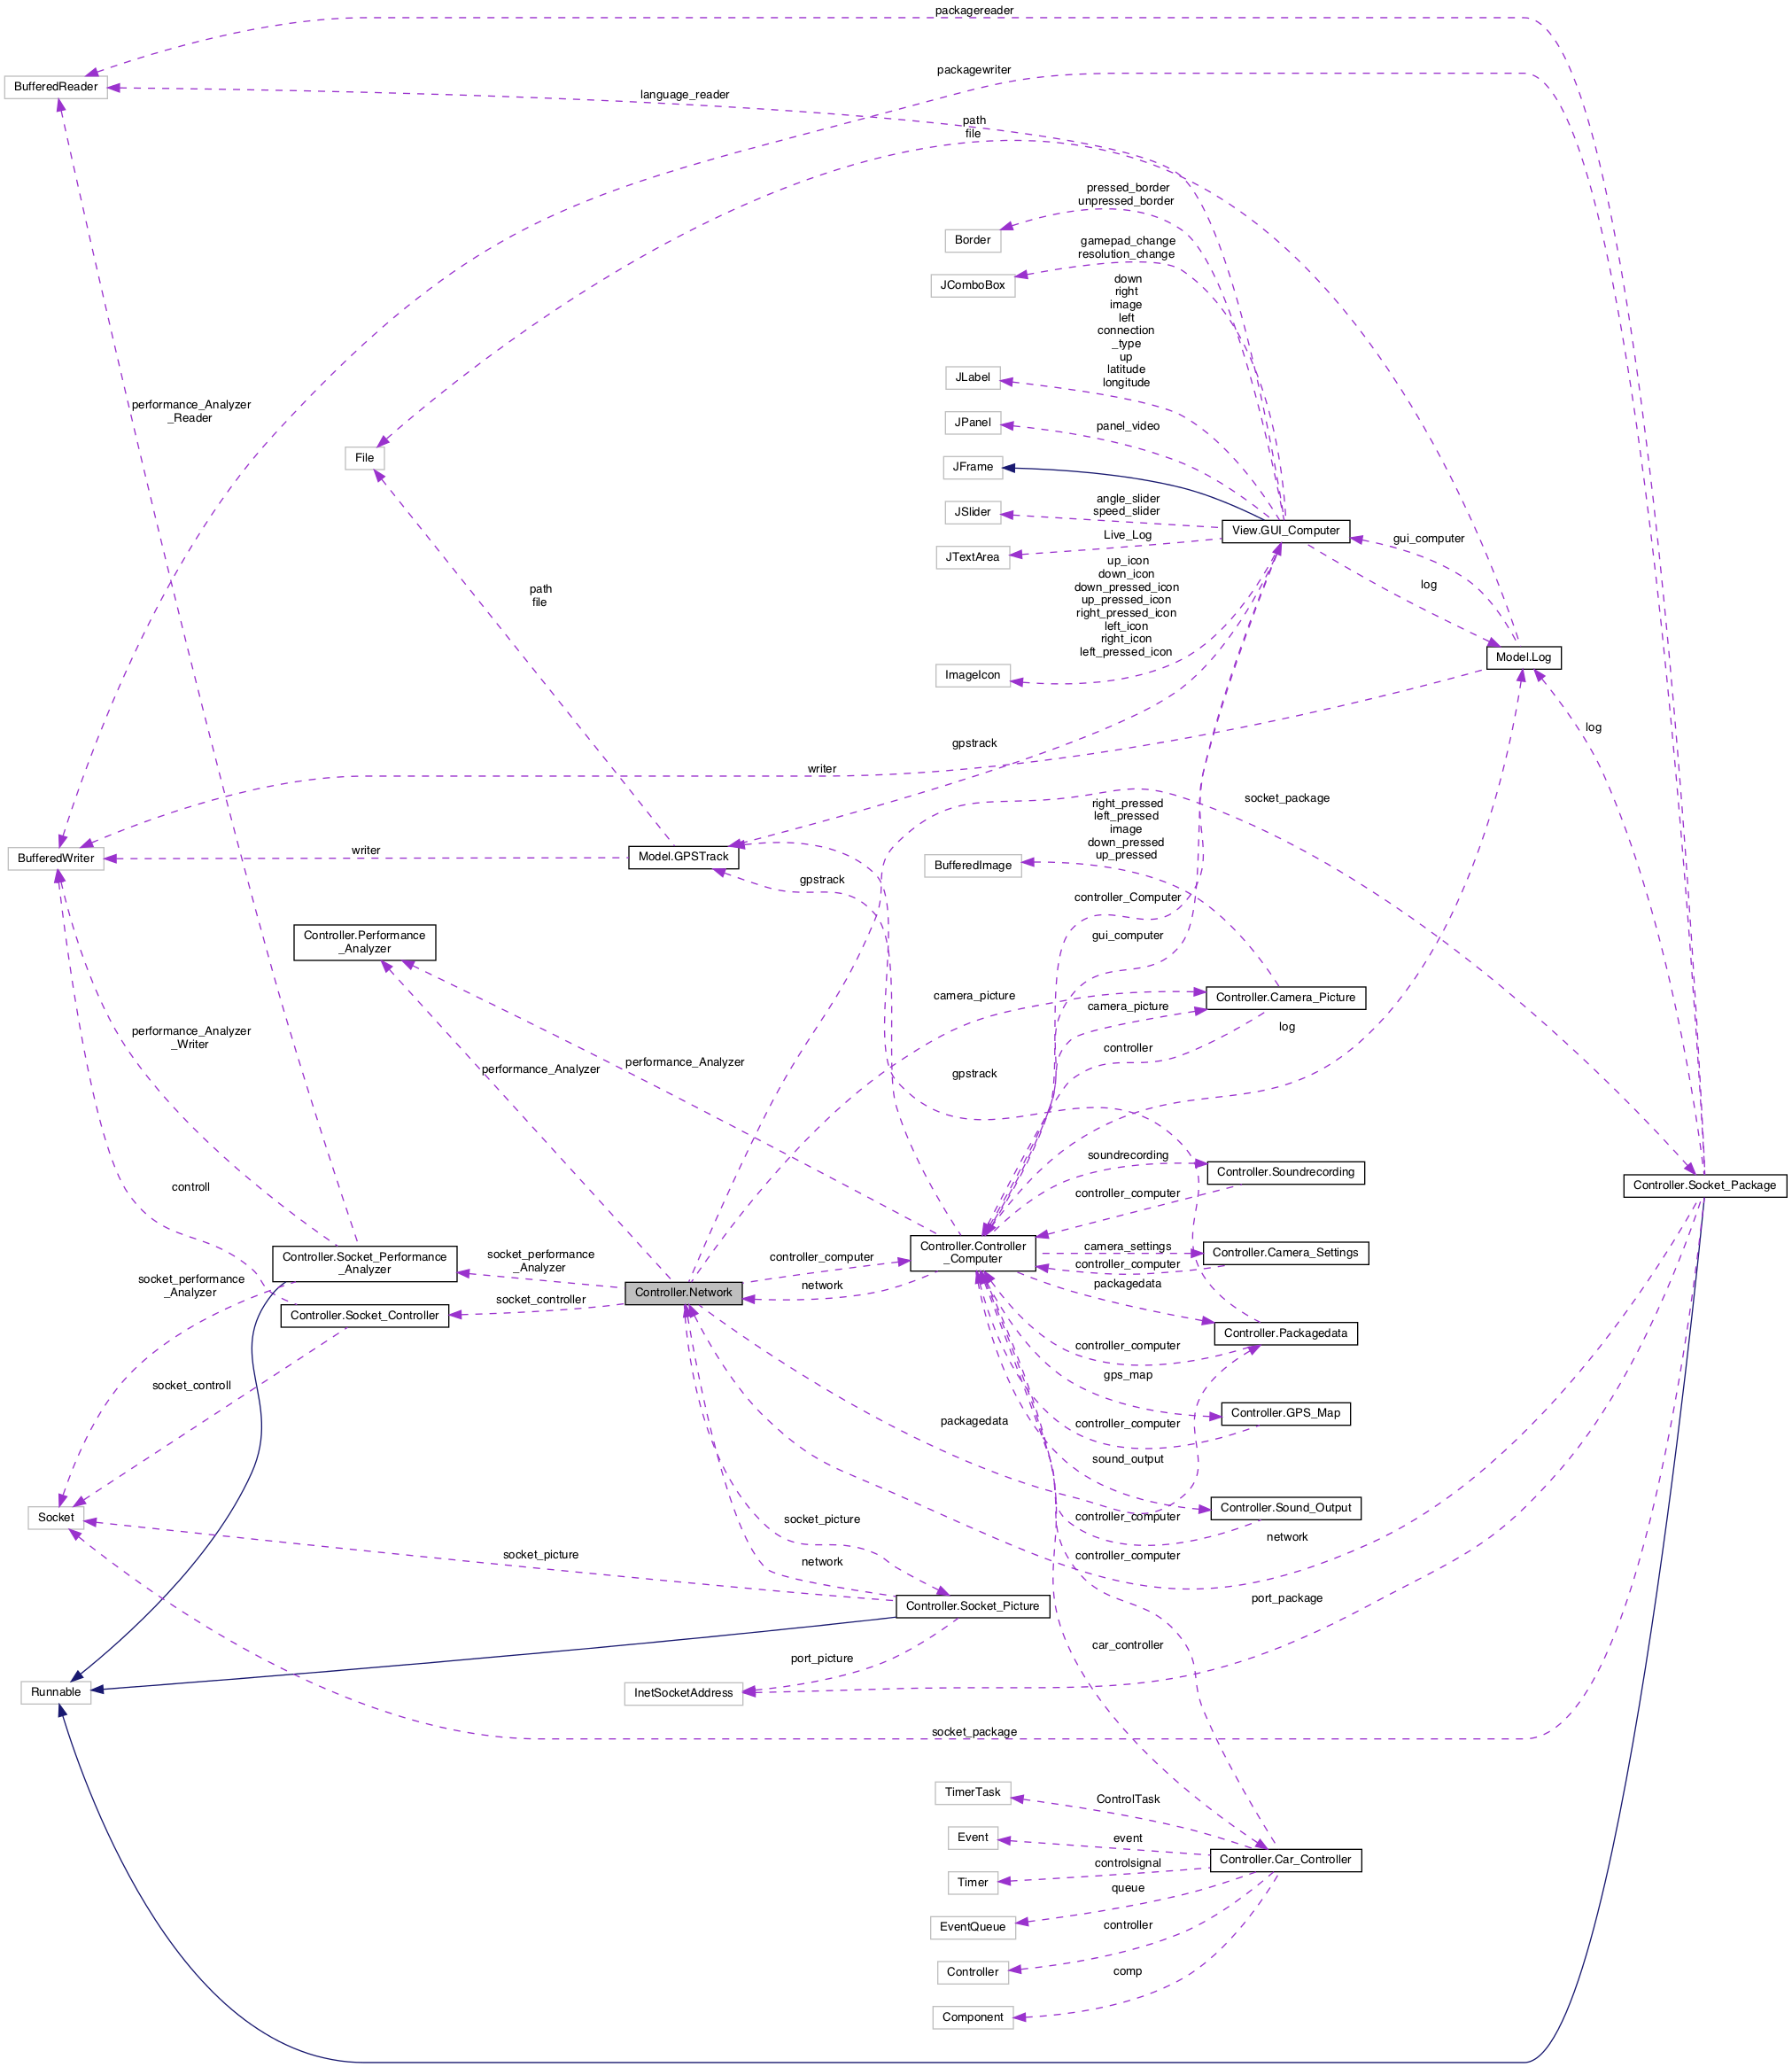 packagereader
BufferedReader
packagewriter
language_reader
path
file
pressed_border
unpressed_border
Border
gamepad_change
resolution_change
JComboBox
down
right
image
left
connection
_type
up
latitude
longitude
JLabel
performance_Analyzer
_Reader
panel_video
JPanel
File
JFrame
angle_slider
speed_slider
JSlider
View.GUI_Computer
gui_computer
Live_Log
JTextArea
up_icon
down_icon
down_pressed_icon
up_pressed_icon
right_pressed_icon
left_icon
right_icon
left_pressed_icon
log
path
file
Model.Log
ImageIcon
log
gpstrack
writer
socket_package
right_pressed
left_pressed
image
down_pressed
up_pressed
BufferedWriter
writer
Model.GPSTrack
BufferedImage
gpstrack
controller_Computer
Controller.Performance
_Analyzer
gui_computer
camera_picture
Controller.Camera_Picture
camera_picture
performance_Analyzer
_Writer
log
controller
performance_Analyzer
performance_Analyzer
gpstrack
soundrecording
Controller.Soundrecording
controll
controller_computer
Controller.Socket_Package
Controller.Socket_Performance
_Analyzer
socket_performance
_Analyzer
controller_computer
Controller.Controller
_Computer
camera_settings
Controller.Camera_Settings
controller_computer
socket_performance
_Analyzer
Controller.Network
network
packagedata
socket_controller
Controller.Socket_Controller
Controller.Packagedata
controller_computer
gps_map
socket_controll
packagedata
Controller.GPS_Map
controller_computer
sound_output
Socket
socket_picture
Controller.Sound_Output
controller_computer
network
socket_picture
network
controller_computer
Controller.Socket_Picture
port_package
car_controller
port_picture
Runnable
InetSocketAddress
socket_package
TimerTask
ControlTask
Event
event
Controller.Car_Controller
controlsignal
Timer
queue
EventQueue
controller
Controller
comp
Component